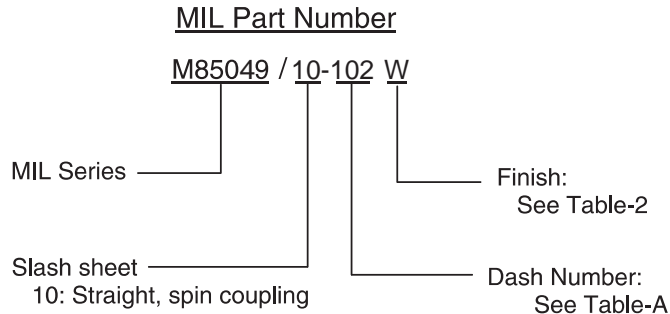 MIL Part Number
M85049 / 10-102 W
MIL Series
Finish:
See Table-2
Slash sheet
10: Straight, spin coupling
Dash Number:
See Table-A